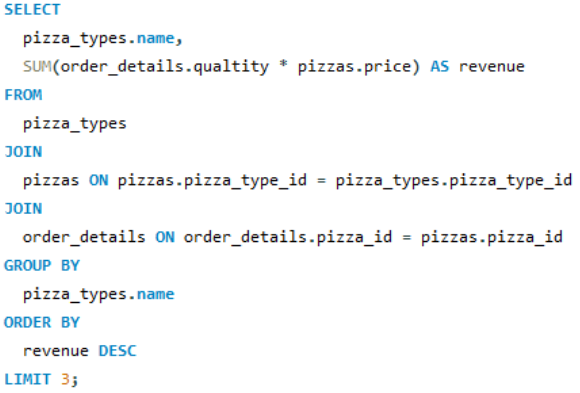 SELECT
pizza_types.name,
SUM(order_details.qualtity * pizzas.price) AS revenue
FROM
pizza_types
JOIN
pizzas ON pizzas.pizza_type_id = pizza_types.pizza_type_id
JOIN
order_details ON order_details.pizza_id = pizzas.pizza_id
GROUP BY
pizza_types.name
ORDER BY
revenue DESC
LIMIT 3;